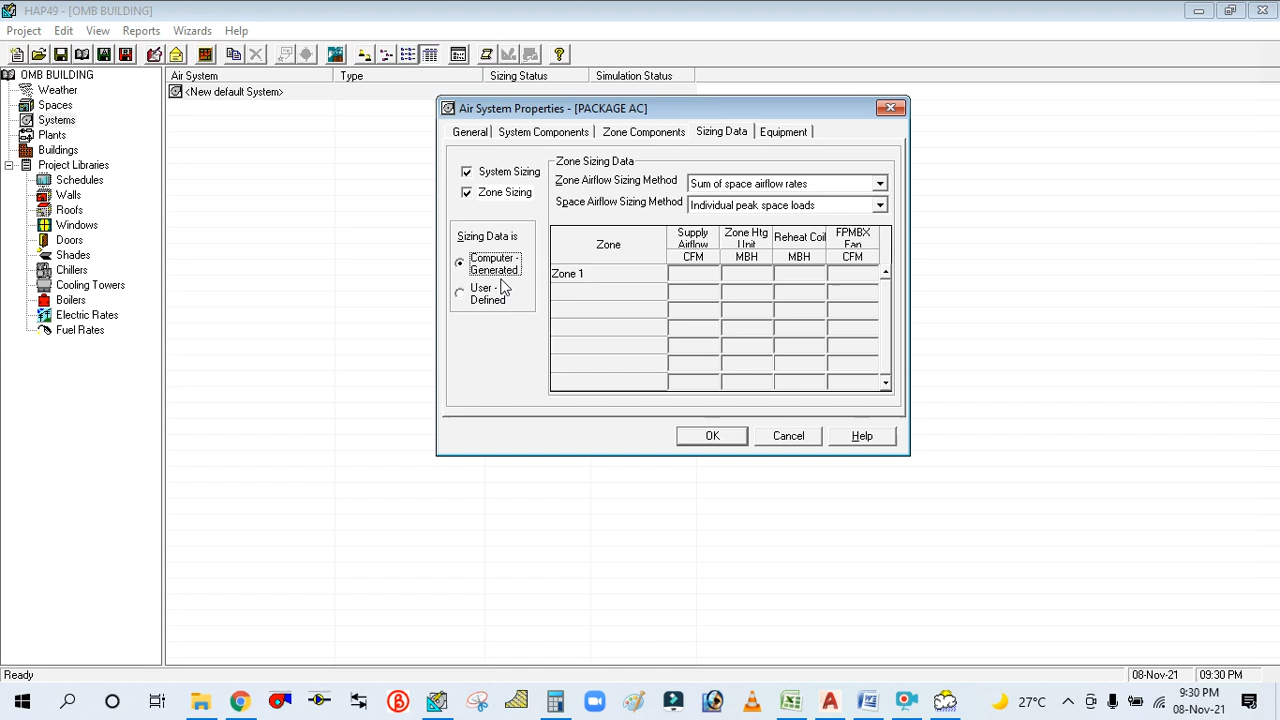 HAP49 - [OMB BUILDING]
Project Edit View Reports Wizards Help
OMB BUILDING
Weather
Spaces
Systems
Plants
Buildings
Project Libraries
Schedules
Walls
Roofs
Windows
Doors
Shades
Chillers
Cooling Towers
Boilers
Electric Rates
Fuel Rates
Air System Type Sizing Status Simulation Status
<New default System>
Air System Properties - [PACKAGE AC]
General System Components Zone Components Sizing Data Equipment
System Sizing
Zone Sizing
Sizing Data is
Computer -
Generated
User -
Defined
Zone Sizing Data
Zone Airflow Sizing Method Sum of space airflow rates
Space Airflow Sizing Method Individual peak space loads
Zone
Supply Airflow CFM
Zone Htg Unit MBH
Reheat Coil MBH
FPMBX Fan CFM
Zone 1
OK Cancel Help
Ready 08-Nov-21 09:30 PM
27°C 9:30 PM
08-Nov-21